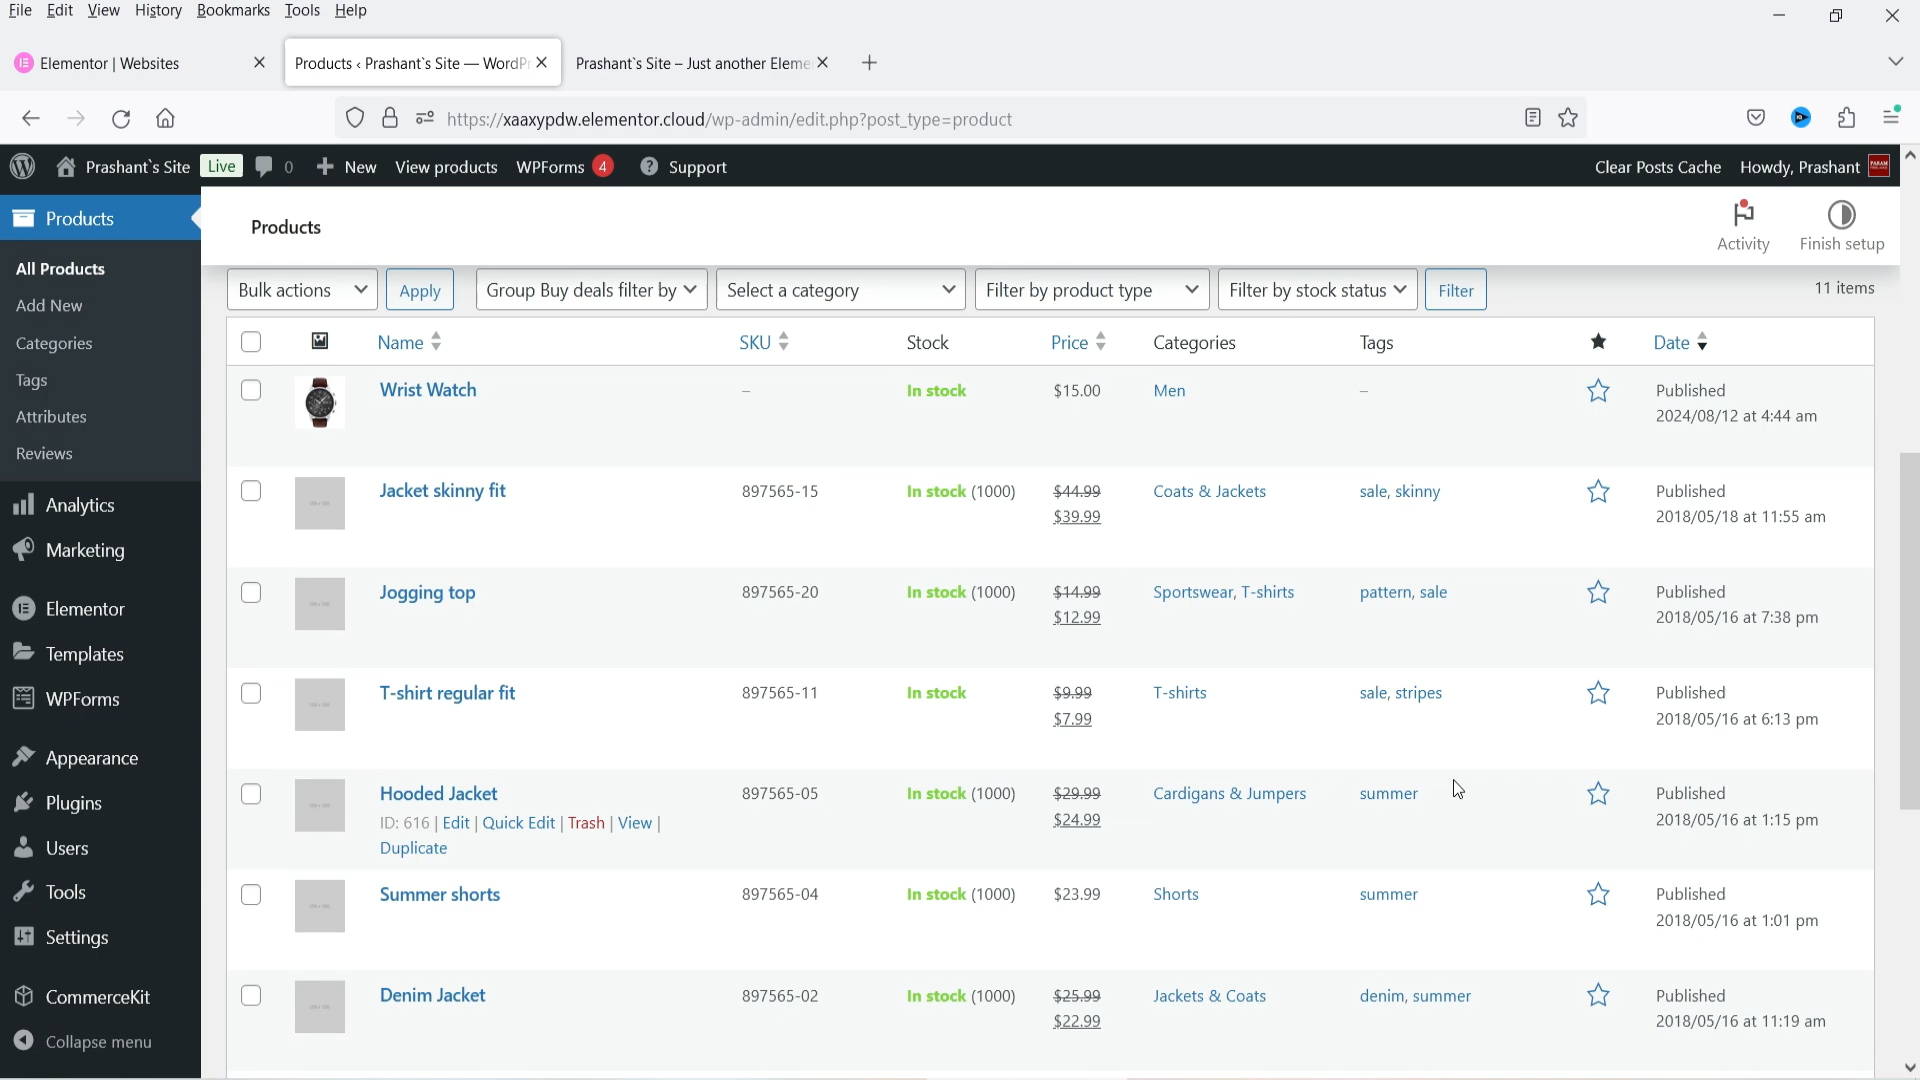 File Edit View History Bookmarks Tools Help
Elementor | Websites Products ‹ Prashant`s Site — WordPr Prashant`s Site – Just another Eleme
https://xaaxypdw.elementor.cloud/wp-admin/edit.php?post_type=product
Prashant`s Site Live 0 New View products WPForms 4 Support Clear Posts Cache Howdy, Prashant
Products
All Products
Add New
Categories
Tags
Attributes
Reviews
Analytics
Marketing
Elementor
Templates
WPForms
Appearance
Plugins
Users
Tools
Settings
CommerceKit
Collapse menu
Products Activity Finish setup
Bulk actions Apply Group Buy deals filter by Select a category Filter by product type Filter by stock status Filter 11 items
Name SKU Stock Price Categories Tags Date
Wrist Watch – In stock $15.00 Men – Published
2024/08/12 at 4:44 am
Jacket skinny fit 897565-15 In stock (1000) $44.99 Coats & Jackets sale, skinny Published
$39.99 2018/05/18 at 11:55 am
Jogging top 897565-20 In stock (1000) $14.99 Sportswear, T-shirts pattern, sale Published
$12.99 2018/05/16 at 7:38 pm
T-shirt regular fit 897565-11 In stock $9.99 T-shirts sale, stripes Published
$7.99 2018/05/16 at 6:13 pm
Hooded Jacket 897565-05 In stock (1000) $29.99 Cardigans & Jumpers summer Published
ID: 616 | Edit | Quick Edit | Trash | View | $24.99 2018/05/16 at 1:15 pm
Duplicate
Summer shorts 897565-04 In stock (1000) $23.99 Shorts summer Published
2018/05/16 at 1:01 pm
Denim Jacket 897565-02 In stock (1000) $25.99 Jackets & Coats denim, summer Published
$22.99 2018/05/16 at 11:19 am